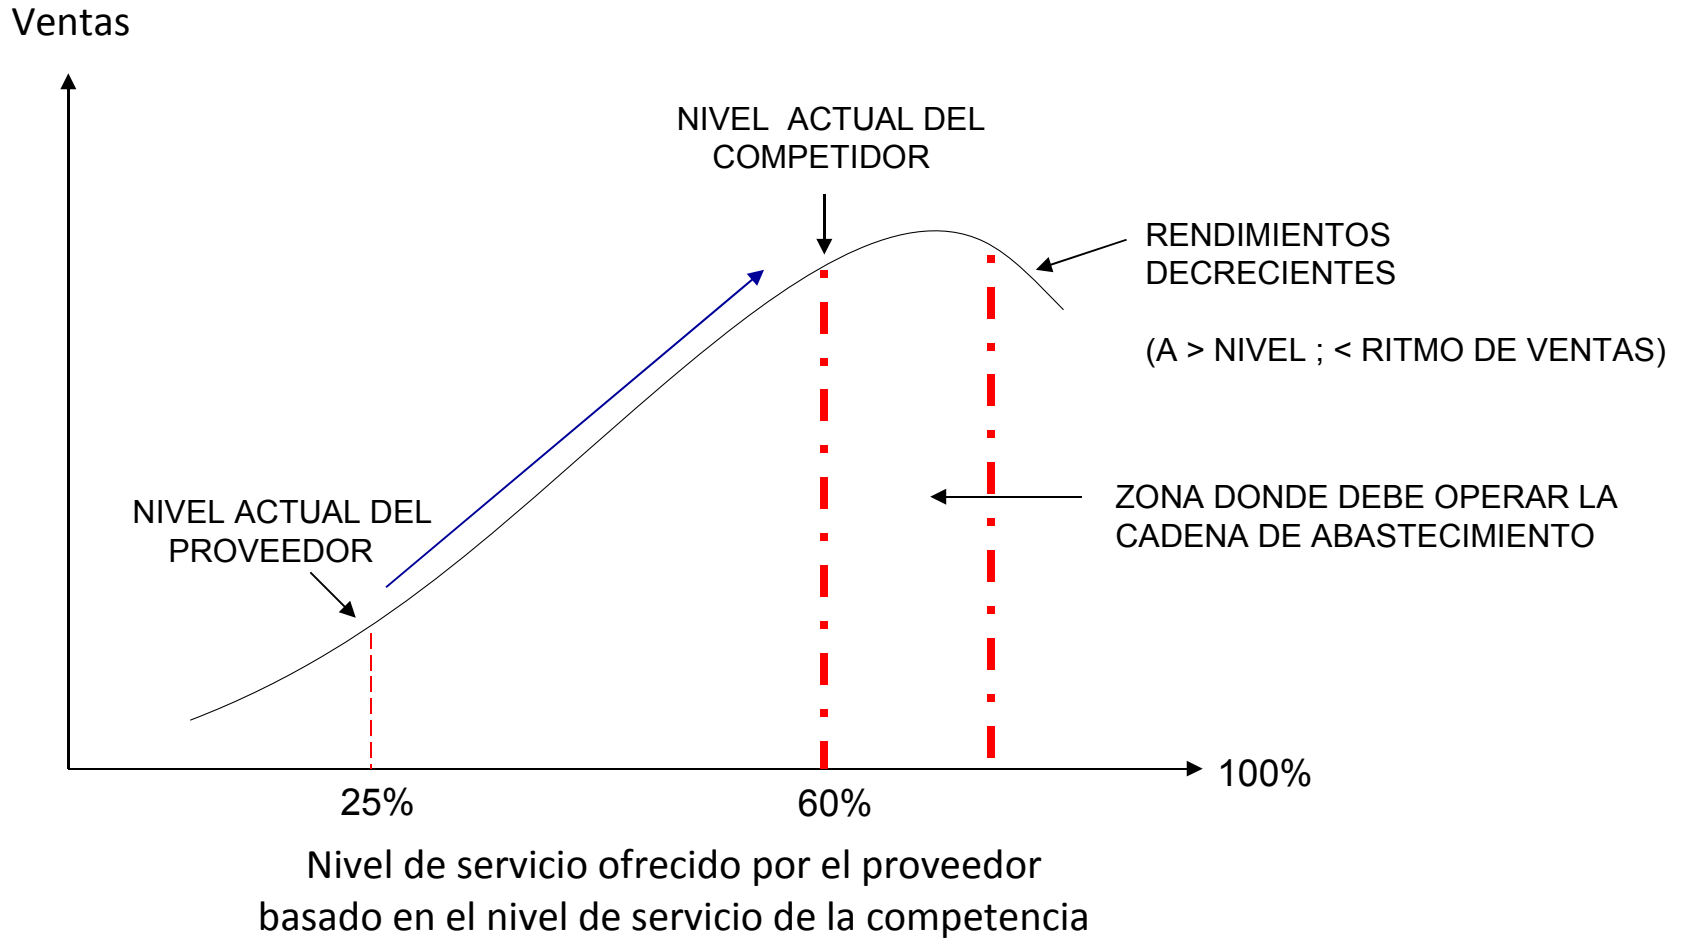 Ventas
NIVEL ACTUAL DEL
COMPETIDOR
RENDIMIENTOS
DECRECIENTES
(A > NIVEL ; < RITMO DE VENTAS)
NIVEL ACTUAL DEL
PROVEEDOR
ZONA DONDE DEBE OPERAR LA
CADENA DE ABASTECIMIENTO
100%
25%
60%
Nivel de servicio ofrecido por el proveedor
basado en el nivel de servicio de la competencia